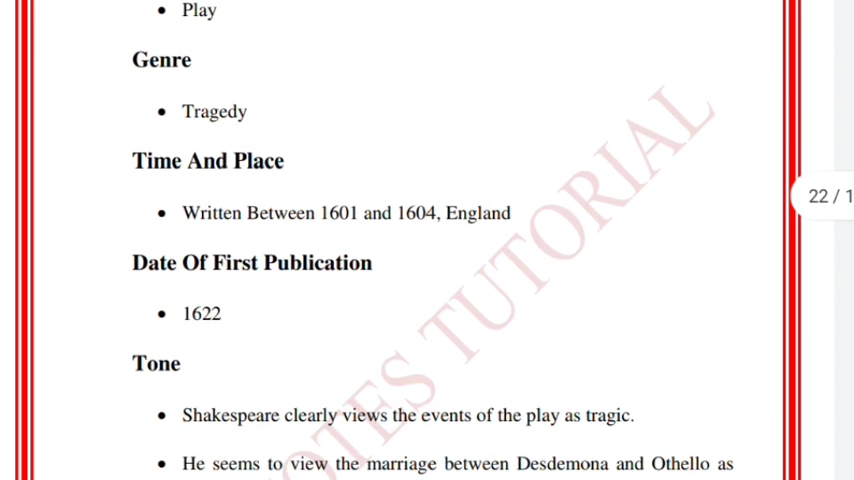 • Play
Genre
• Tragedy
Time And Place
• Written Between 1601 and 1604, England
Date Of First Publication
• 1622
Tone
• Shakespeare clearly views the events of the play as tragic.
• He seems to view the marriage between Desdemona and Othello as
OTES TUTORIAL
22 / 1